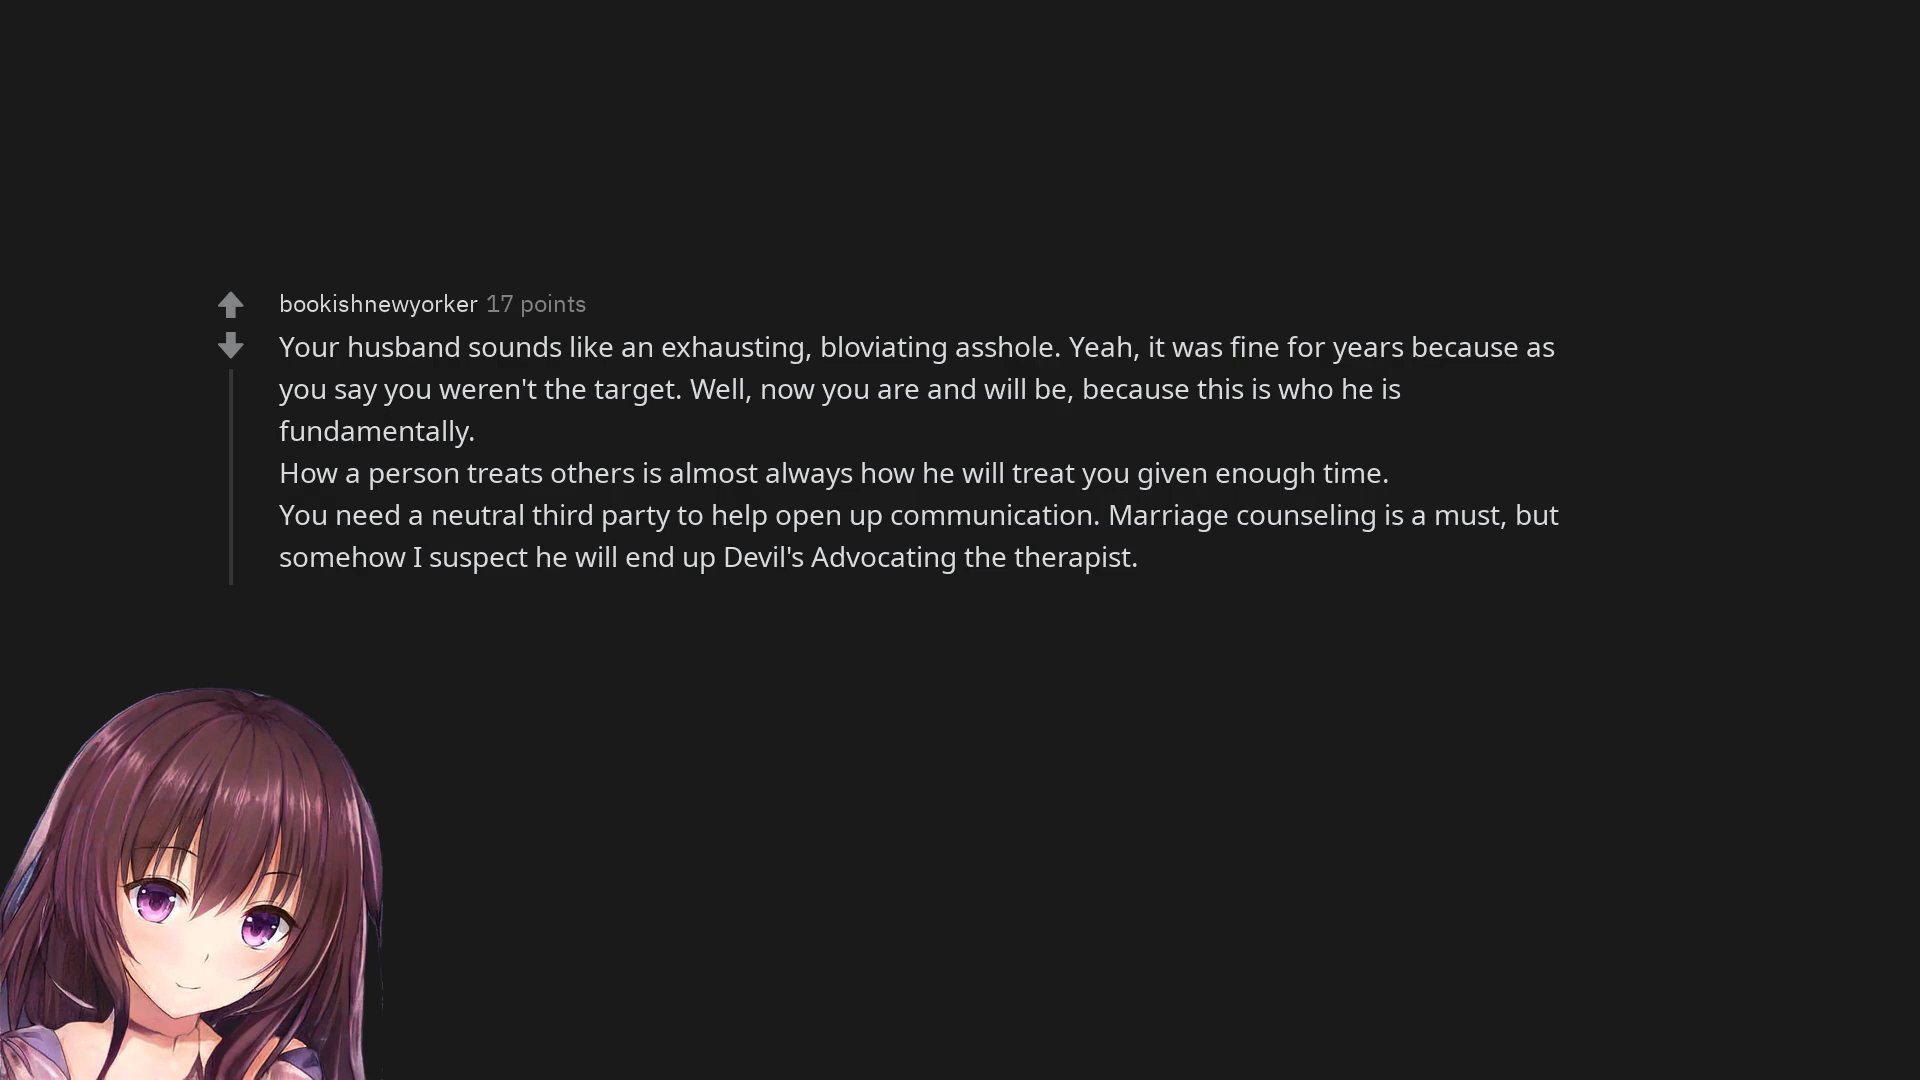 bookishnewyorker 17 points
Your husband sounds like an exhausting, bloviating asshole. Yeah, it was fine for years because as
you say you weren't the target. Well, now you are and will be, because this is who he is
fundamentally.
How a person treats others is almost always how he will treat you given enough time.
You need a neutral third party to help open up communication. Marriage counseling is a must, but
somehow I suspect he will end up Devil's Advocating the therapist.